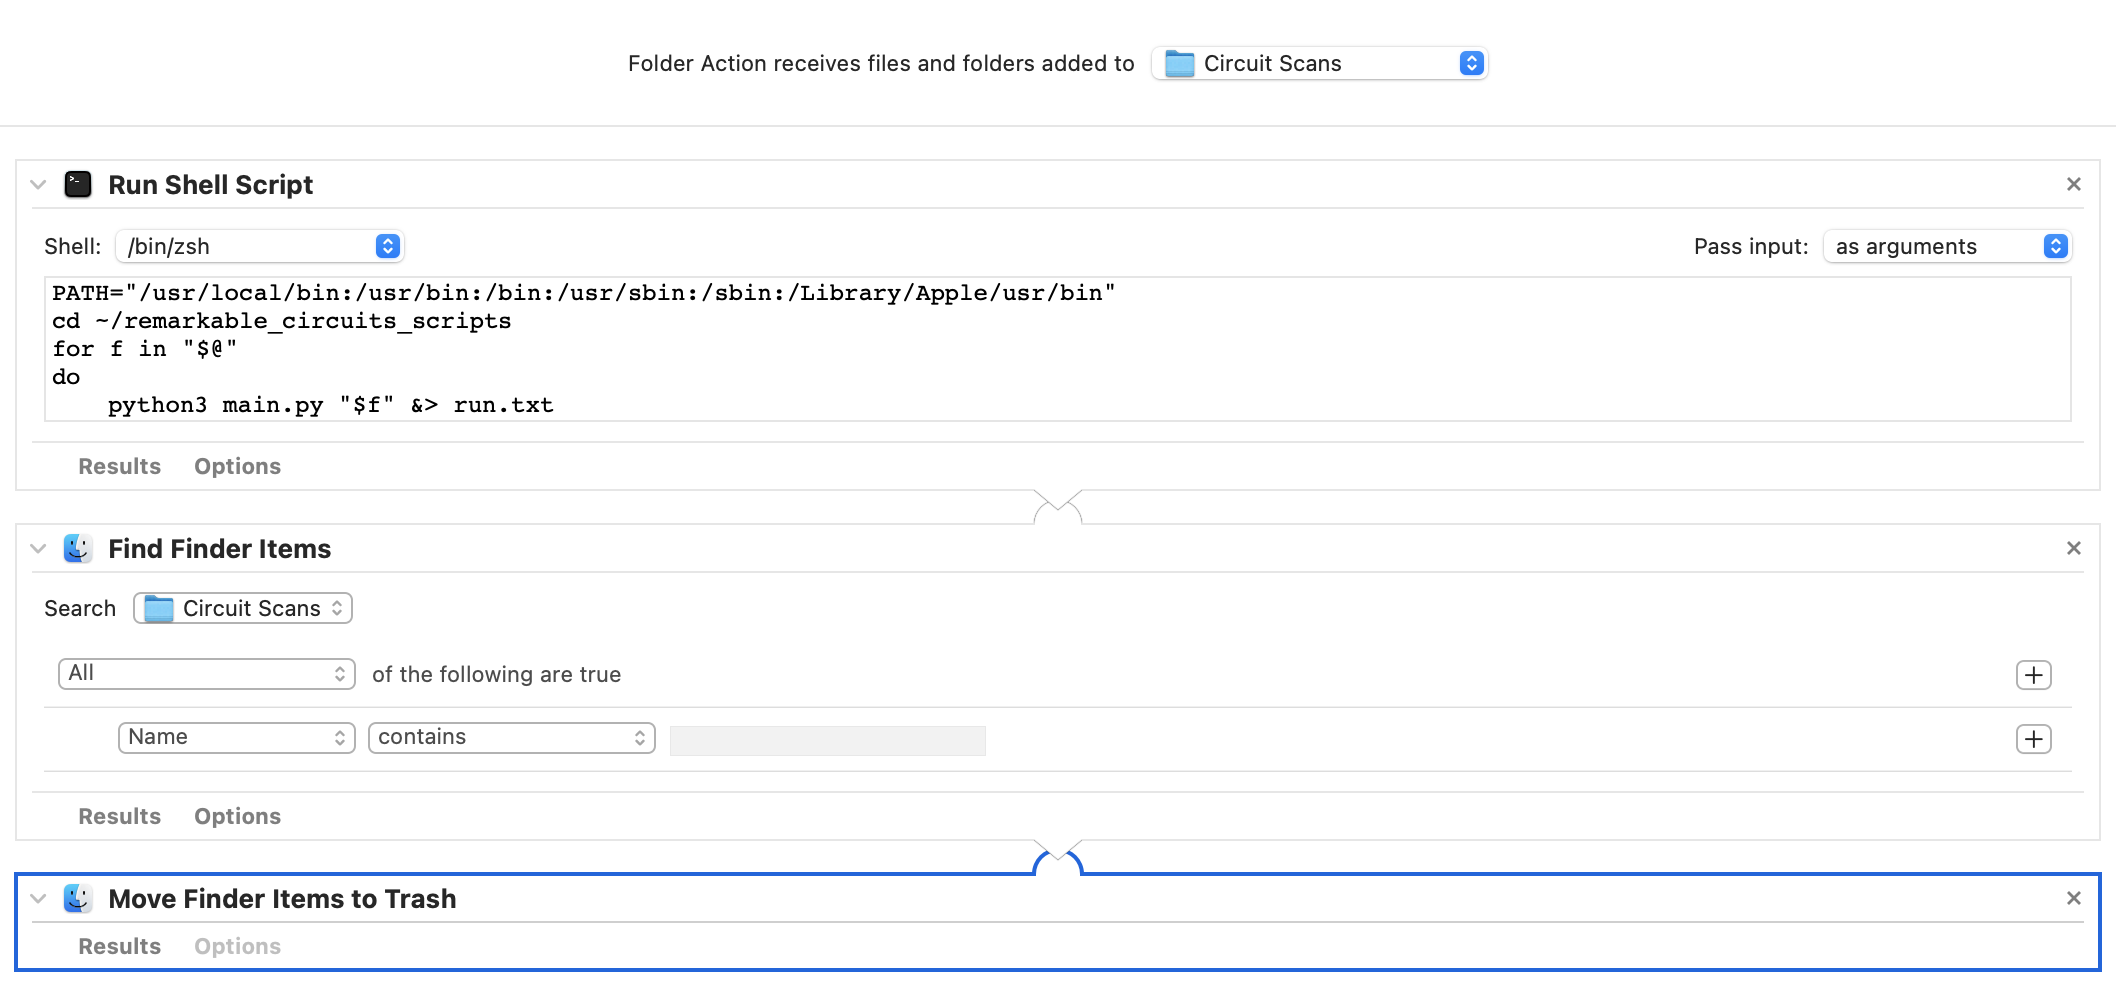 Folder Action receives files and folders added to Circuit Scans
Run Shell Script
Shell: /bin/zsh Pass input: as arguments
PATH="/usr/local/bin:/usr/bin:/bin:/usr/sbin:/sbin:/Library/Apple/usr/bin"
cd ~/remarkable_circuits_scripts
for f in "$@"
do
    python3 main.py "$f" &> run.txt
Results Options
Find Finder Items
Search Circuit Scans
All of the following are true
Name contains
Results Options
Move Finder Items to Trash
Results Options